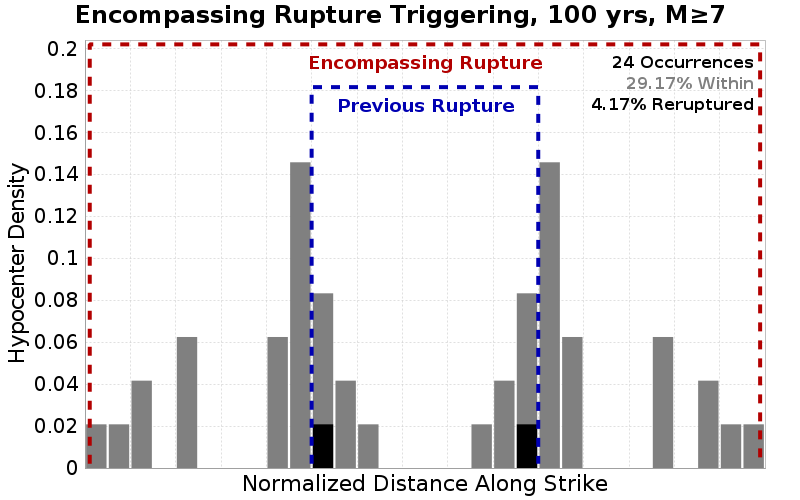 Encompassing Rupture Triggering, 100 yrs, M≥7
Encompassing Rupture
24 Occurrences
29.17% Within
4.17% Reruptured
Previous Rupture
Hypocenter Density
0.2
0.18
0.16
0.14
0.12
0.1
0.08
0.06
0.04
0.02
0
Normalized Distance Along Strike